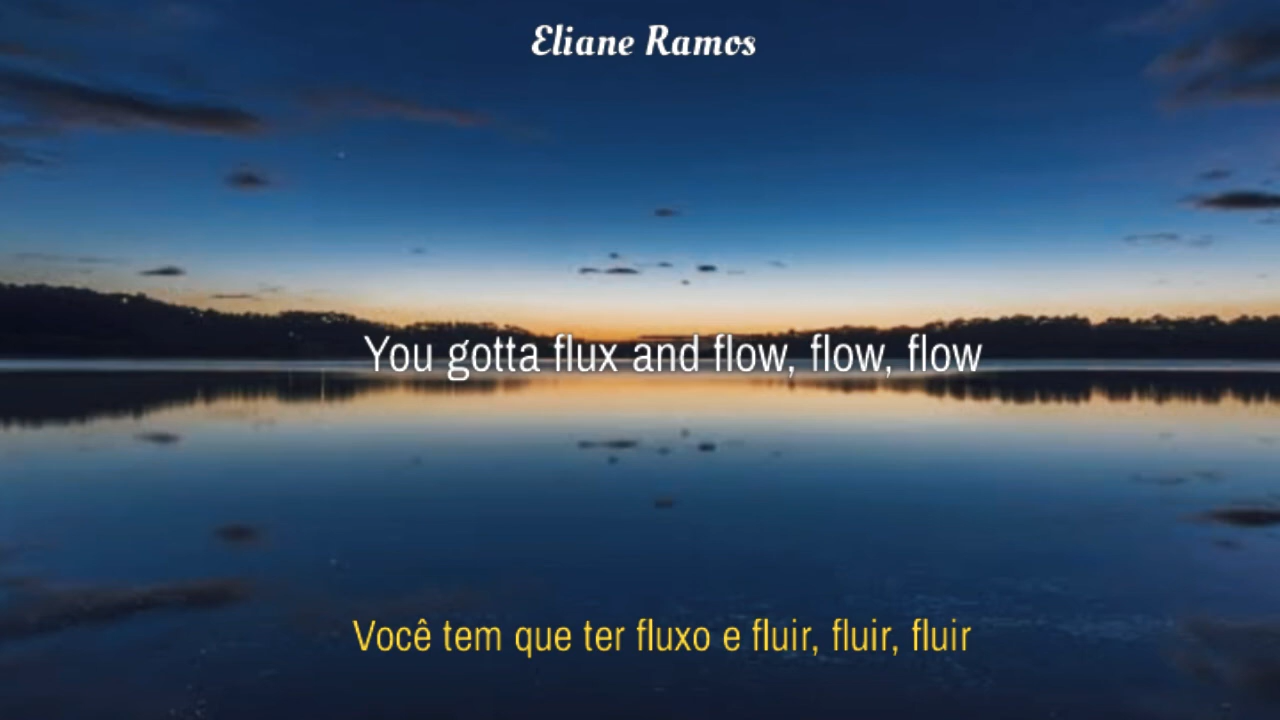 Eliane Ramos
You gotta flux and flow, flow, flow
Você tem que ter fluxo e fluir, fluir, fluir